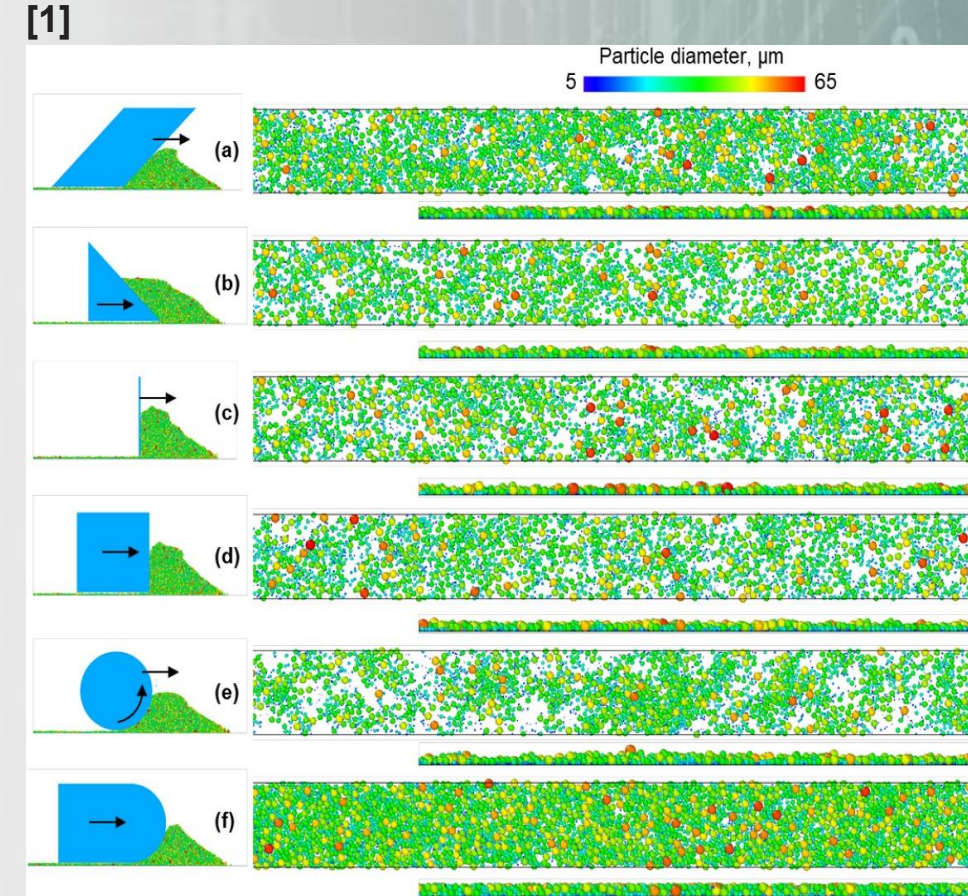 [1]
Particle diameter, µm
5 65
(a)
(b)
(c)
(d)
(e)
(f)